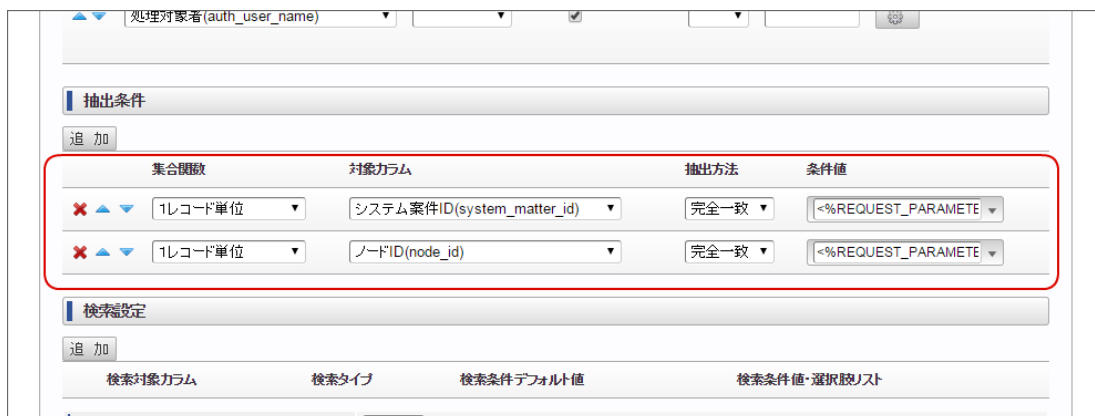 処理対象者(auth_user_name)
抽出条件
追 加
集合関数 対象カラム 抽出方法 条件値
1レコード単位 システム案件ID(system_matter_id) 完全一致 <%REQUEST_PARAMETE
1レコード単位 ノードID(node_id) 完全一致 <%REQUEST_PARAMETE
検索設定
追 加
検索対象カラム 検索タイプ 検索条件デフォルト値 検索条件値・選択肢リスト